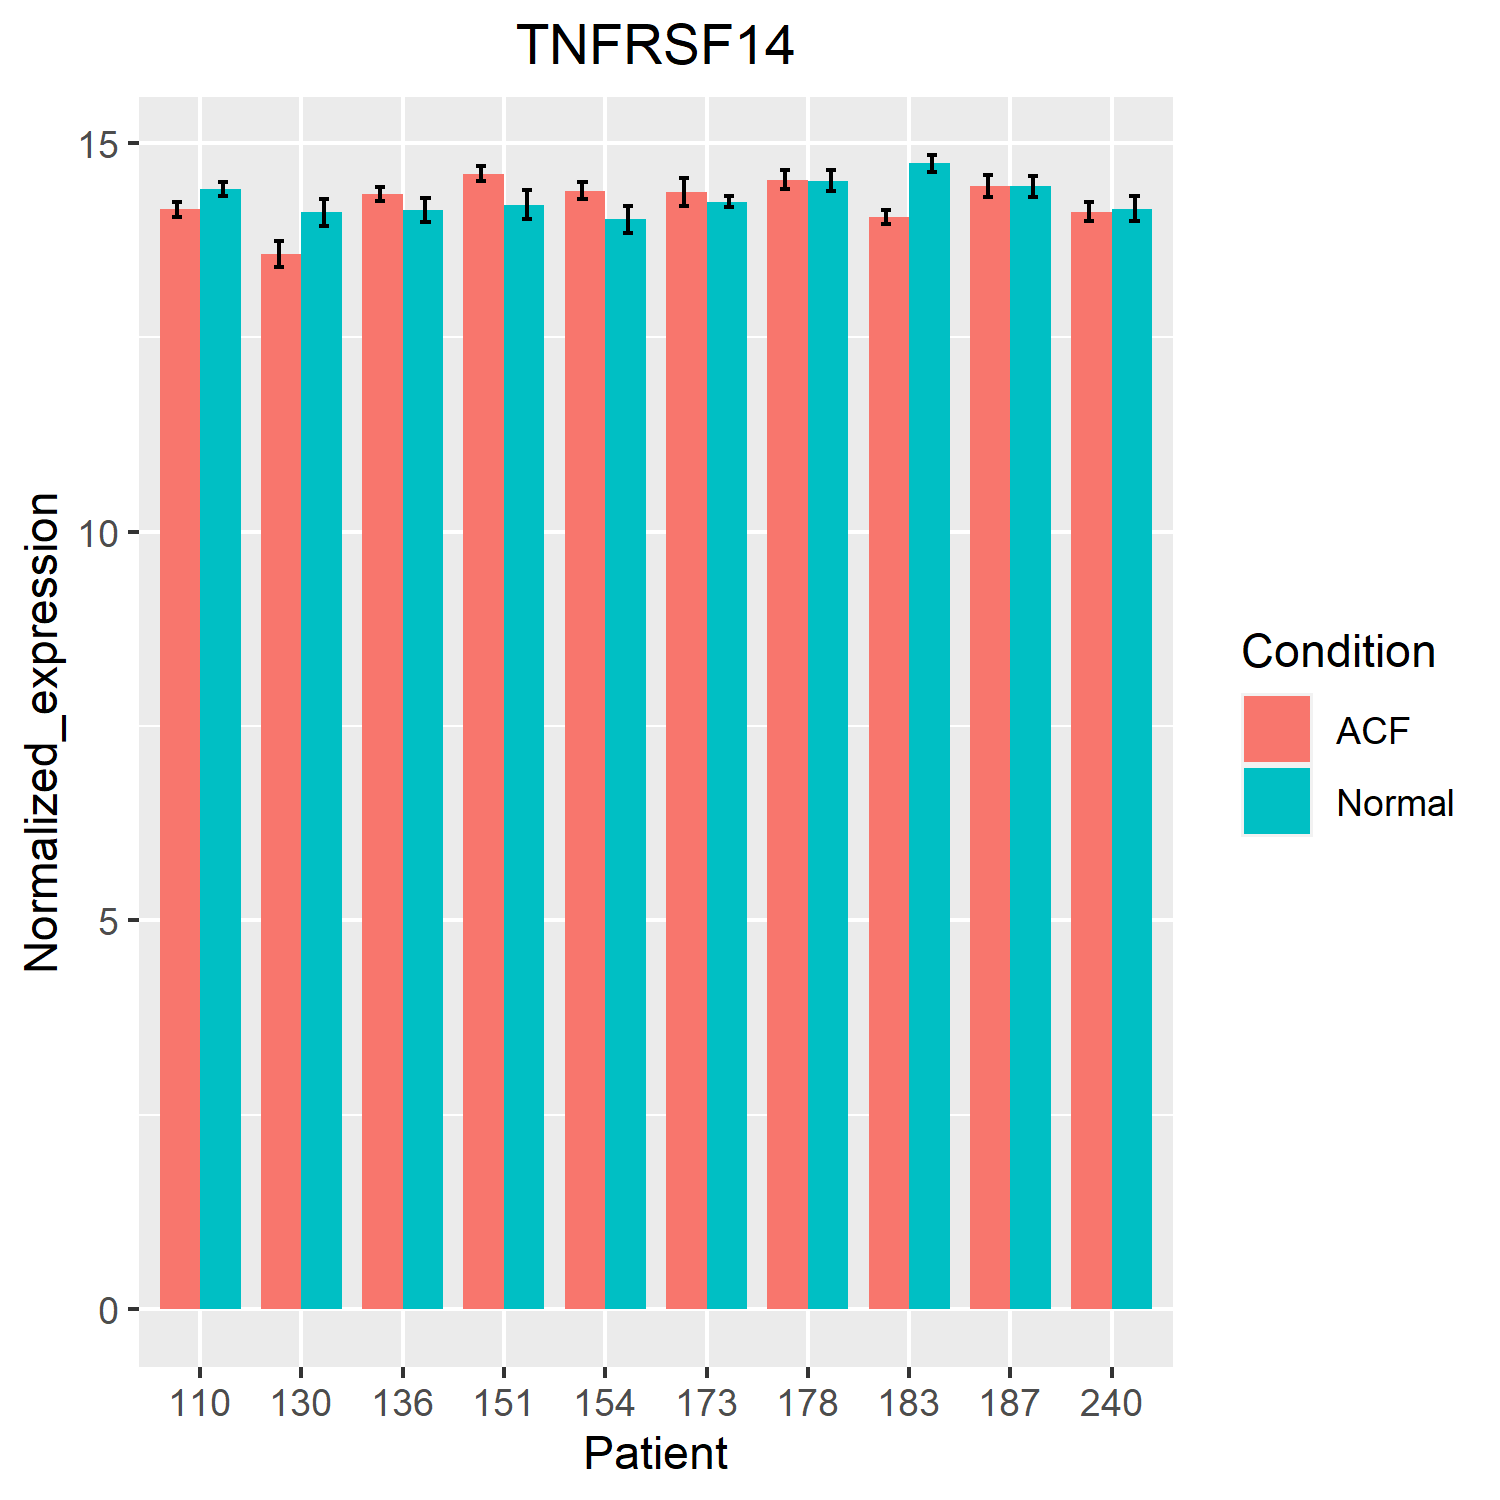 TNFRSF14
15
10
5
0
Normalized_expression
110 130 136 151 154 173 178 183 187 240
Patient
Condition
ACF
Normal